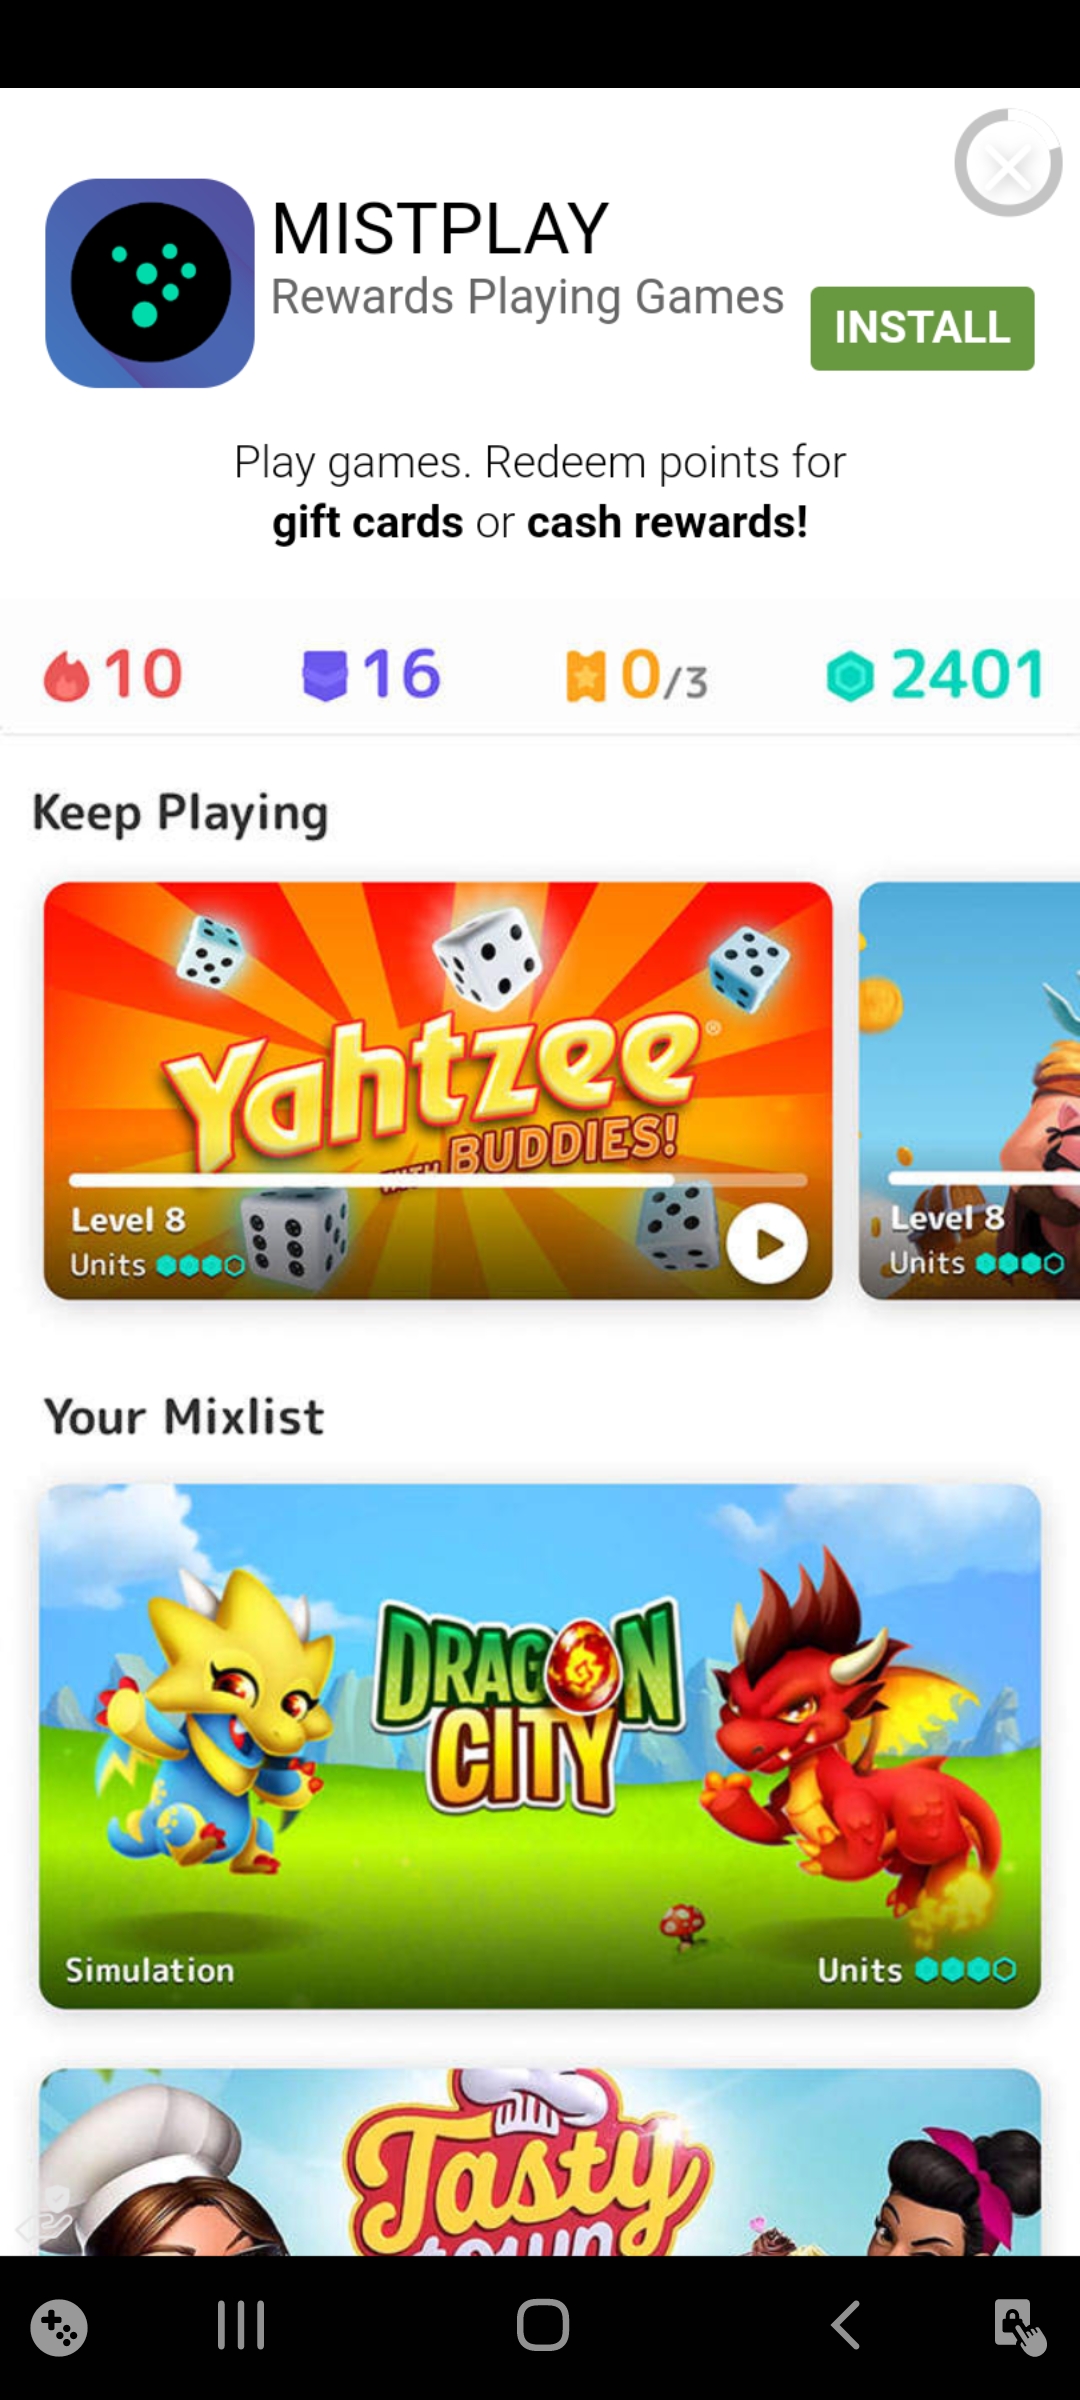 MISTPLAY
Rewards Playing Games
INSTALL
Play games. Redeem points for
gift cards or cash rewards!
10 16 0/3 2401
Keep Playing
Yahtzee®
WITH BUDDIES!
Level 8
Units
Level 8
Units
Your Mixlist
DRAGON
CITY
Simulation
Units
Tasty
town